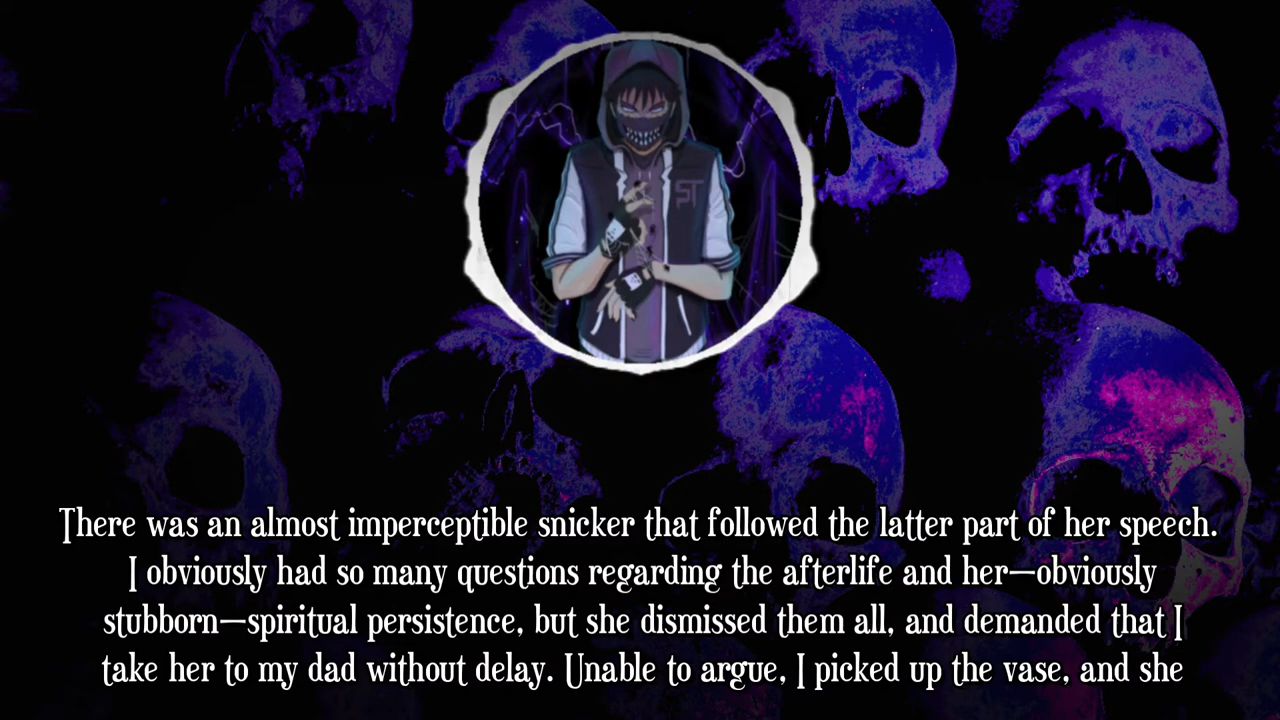 ST
There was an almost imperceptible snicker that followed the latter part of her speech.
I obviously had so many questions regarding the afterlife and her—obviously
stubborn—spiritual persistence, but she dismissed them all, and demanded that I
take her to my dad without delay. Unable to argue, I picked up the vase, and she